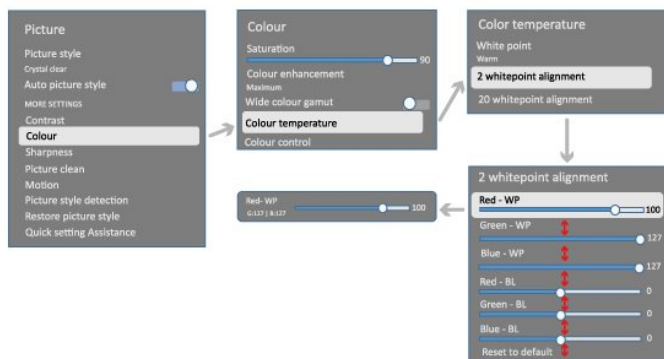 Picture
Picture style
Crystal clear
Auto picture style
MORE SETTINGS
Contrast
Colour
Sharpness
Picture clean
Motion
Picture style detection
Restore picture style
Quick setting Assistance
Colour
Saturation
90
Colour enhancement
Maximum
Wide colour gamut
Colour temperature
Colour control
Color temperature
White point
Warm
2 whitepoint alignment
20 whitepoint alignment
2 whitepoint alignment
Red - WP
100
Green - WP
127
Blue - WP
127
Red - BL
0
Green - BL
0
Blue - BL
0
Reset to default
Red- WP
100
G:127 | B:127